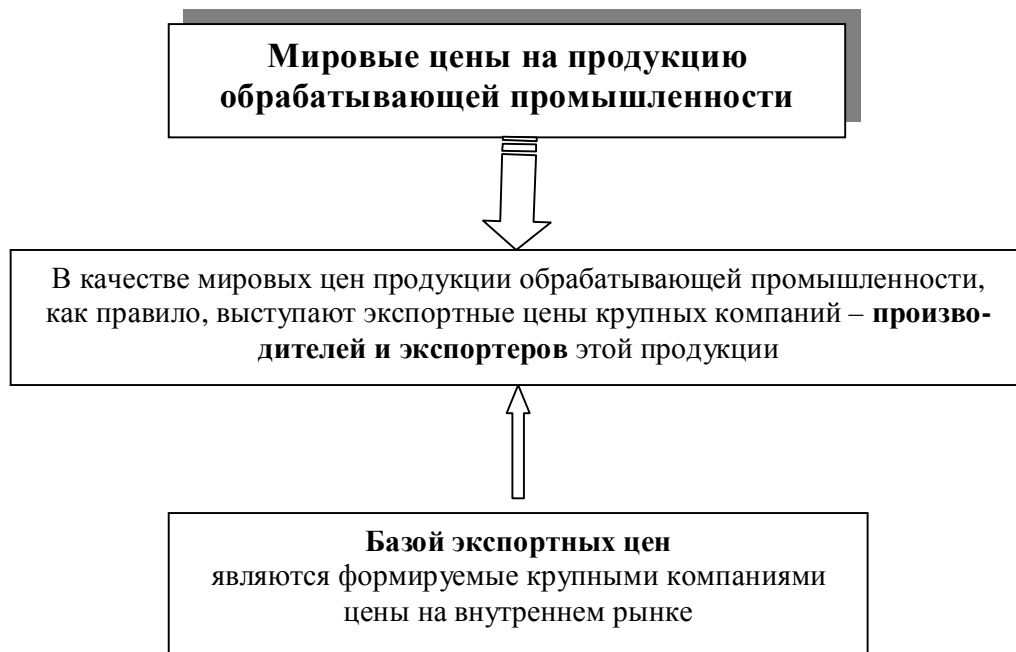 Мировые цены на продукцию
обрабатывающей промышленности
В качестве мировых цен продукции обрабатывающей промышленности,
как правило, выступают экспортные цены крупных компаний – произво-
дителей и экспортеров этой продукции
Базой экспортных цен
являются формируемые крупными компаниями
цены на внутреннем рынке